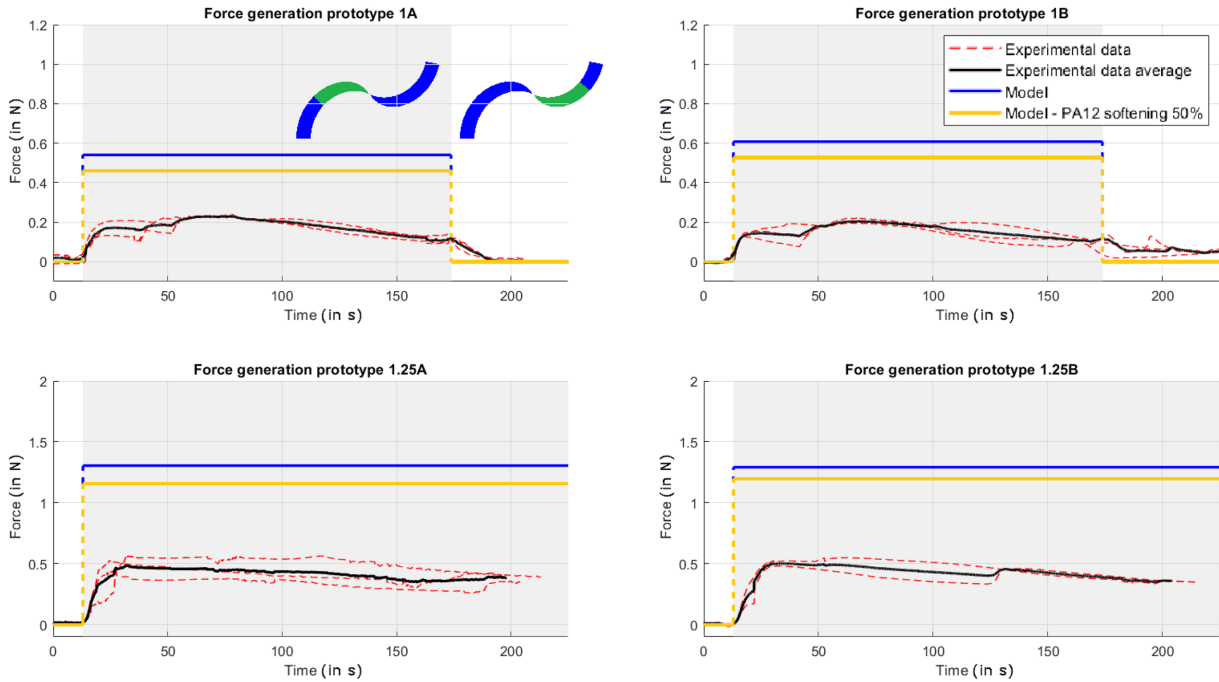 Force generation prototype 1A
1.2
1
0.8
0.6
0.4
0.2
0
Force (in N)
0
50
100
150
200
Time (in s)
Force generation prototype 1B
Experimental data
Experimental data average
Model
Model - PA12 softening 50%
1.2
1
0.8
0.6
0.4
0.2
0
Force (in N)
0
50
100
150
200
Time (in s)
Force generation prototype 1.25A
2
1.5
1
0.5
0
Force (in N)
0
50
100
150
200
Time (in s)
Force generation prototype 1.25B
2
1.5
1
0.5
0
Force (in N)
0
50
100
150
200
Time (in s)